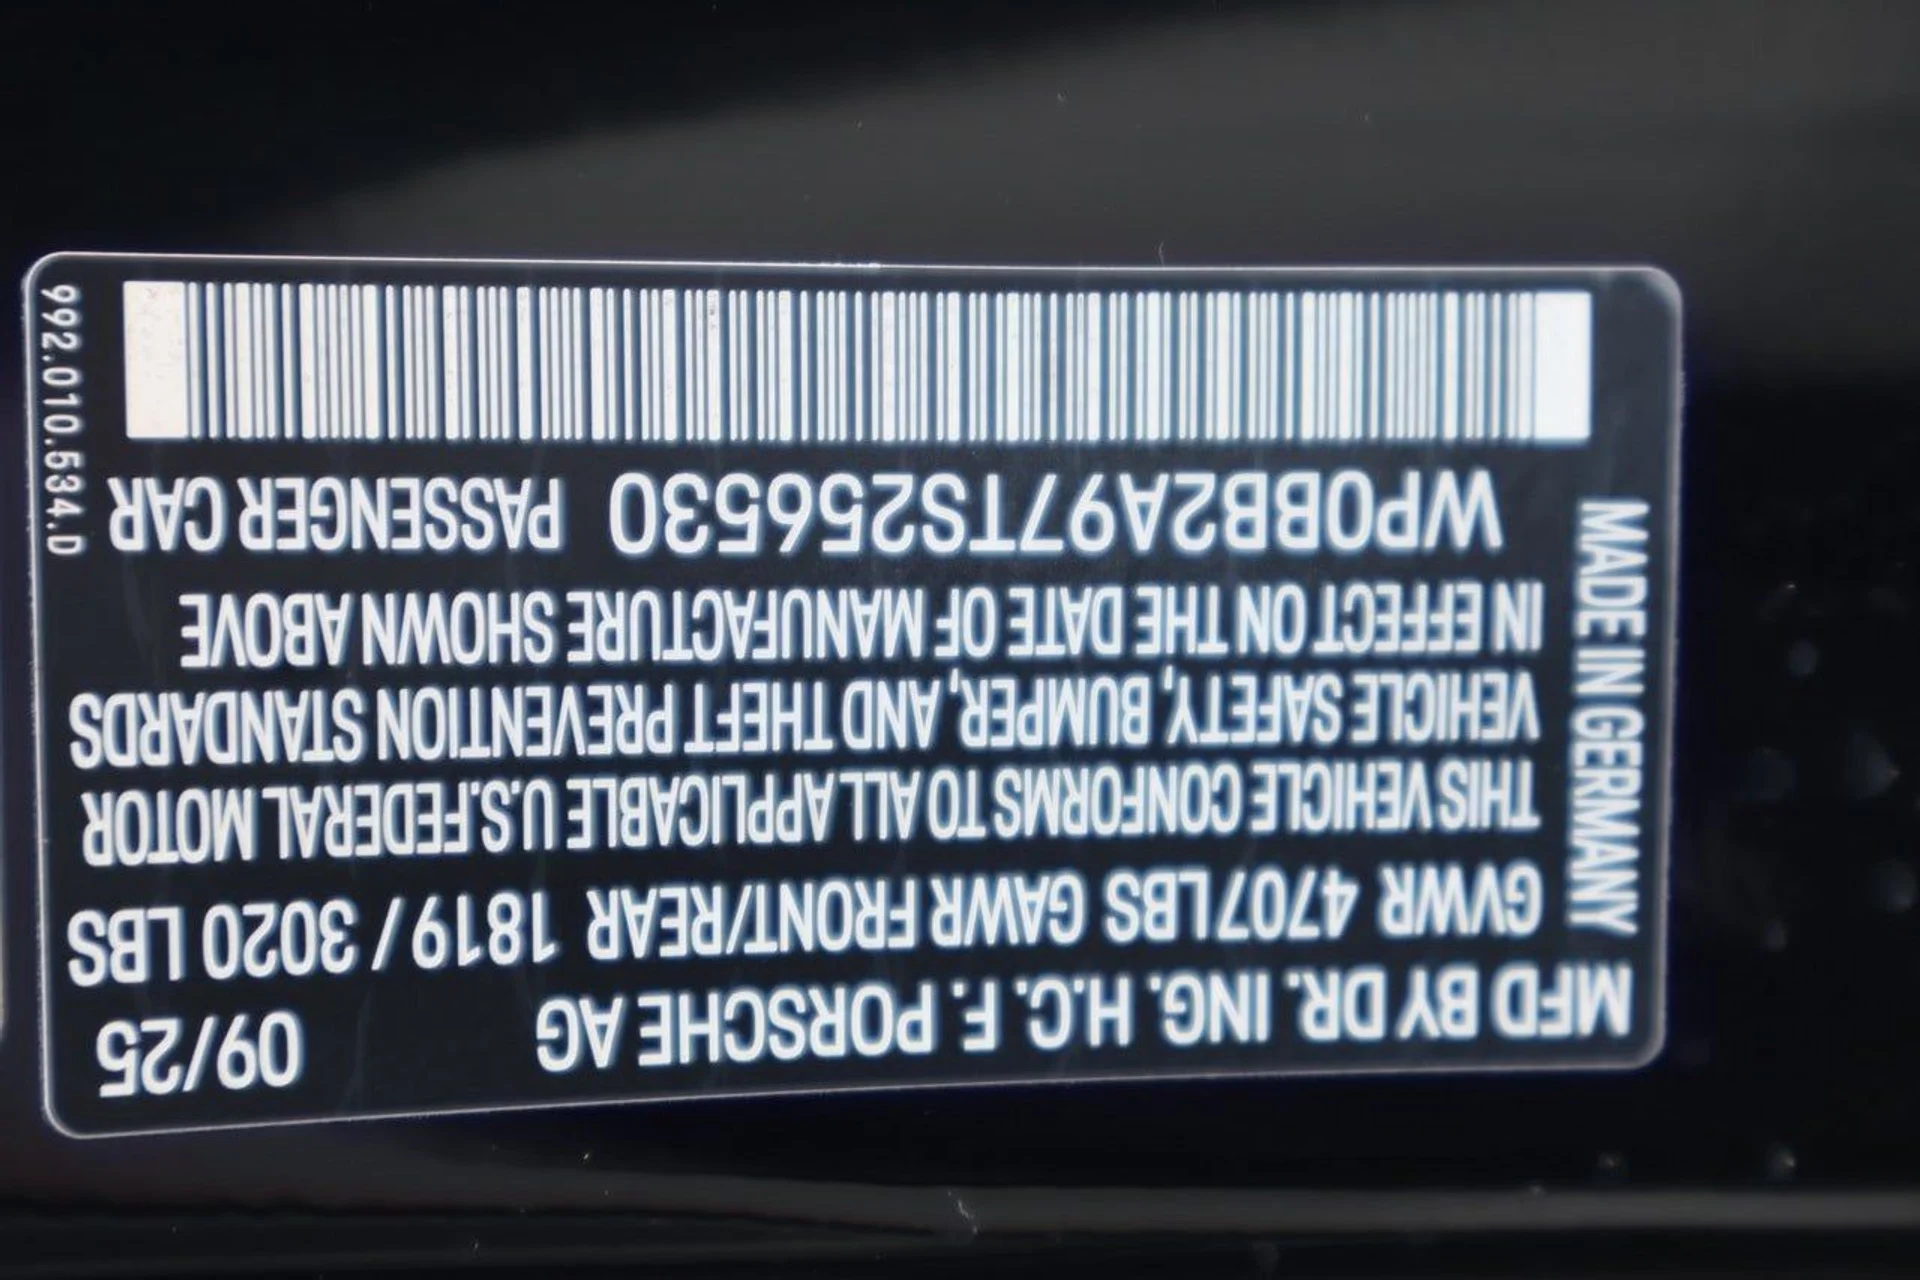 MFD BY DR. ING. H.C. F. PORSCHE AG 09/25
GVWR 4707LBS GAWR FRONT/REAR 1819 / 3020 LBS
THIS VEHICLE CONFORMS TO ALL APPLICABLE U.S.FEDERAL MOTOR
VEHICLE SAFETY, BUMPER, AND THEFT PREVENTION STANDARDS
IN EFFECT ON THE DATE OF MANUFACTURE SHOWN ABOVE
WP0BB2A97TS256530 PASSENGER CAR
MADE IN GERMANY
992.010.534.D